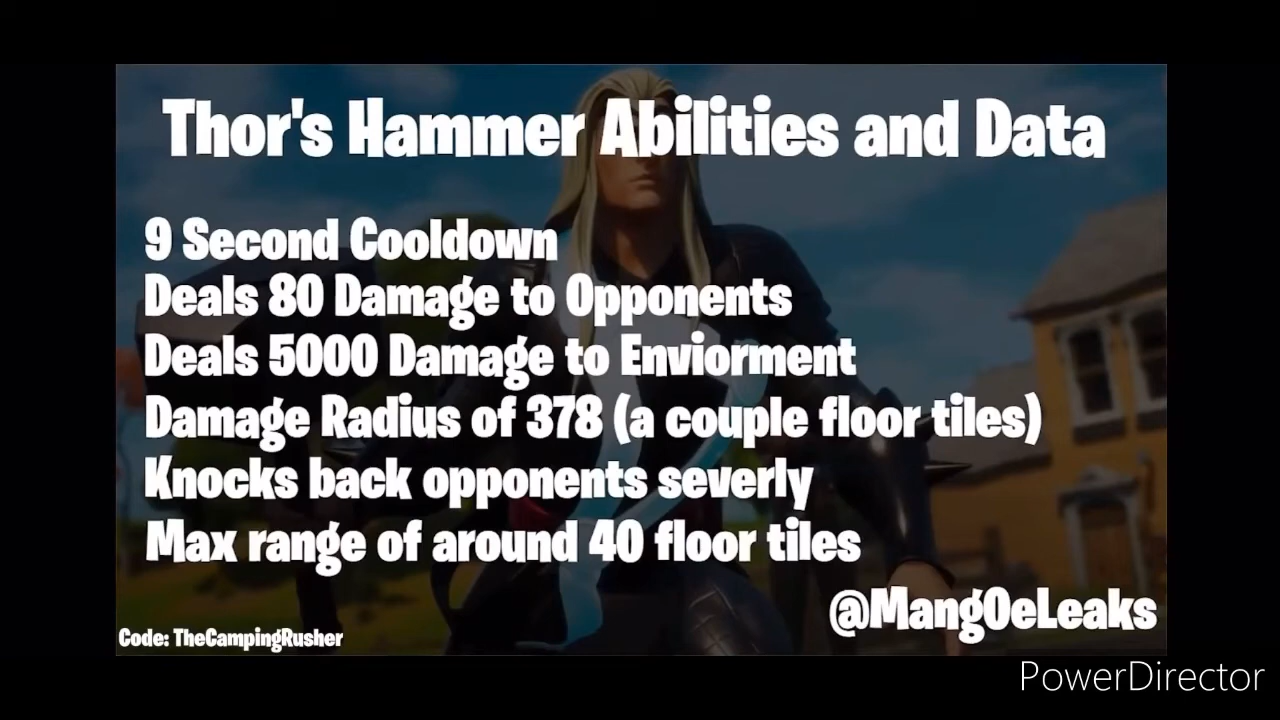 Thor's Hammer Abilities and Data
9 Second Cooldown
Deals 80 Damage to Opponents
Deals 5000 Damage to Enviorment
Damage Radius of 378 (a couple floor tiles)
Knocks back opponents severly
Max range of around 40 floor tiles
@Mang0eLeaks
Code: TheCampingRusher
PowerDirector